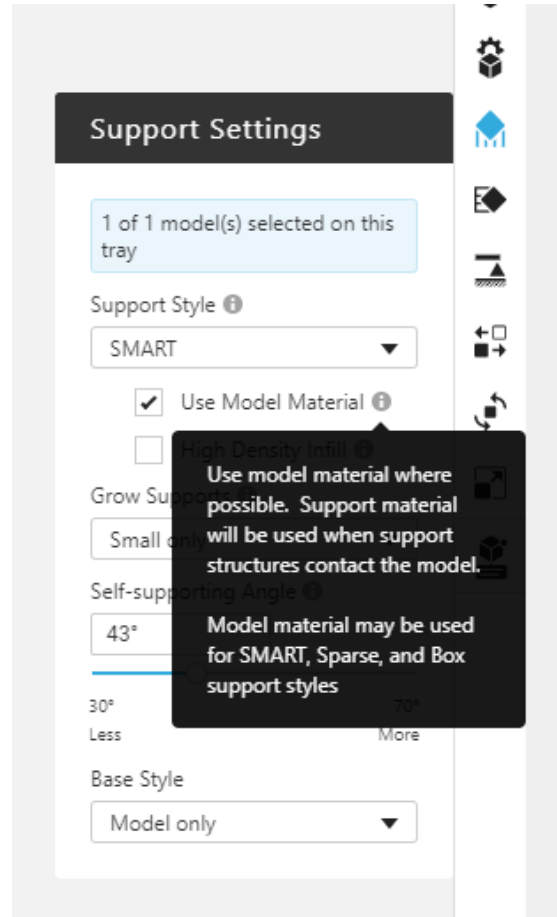 Support Settings
1 of 1 model(s) selected on this
tray
Support Style
SMART
Use Model Material
High Density Infill
Use model material where
possible. Support material
will be used when support
structures contact the model.
Model material may be used
for SMART, Sparse, and Box
support styles
Grow Supports
Small only
Self-supporting Angle
43°
30°
70°
Less
More
Base Style
Model only